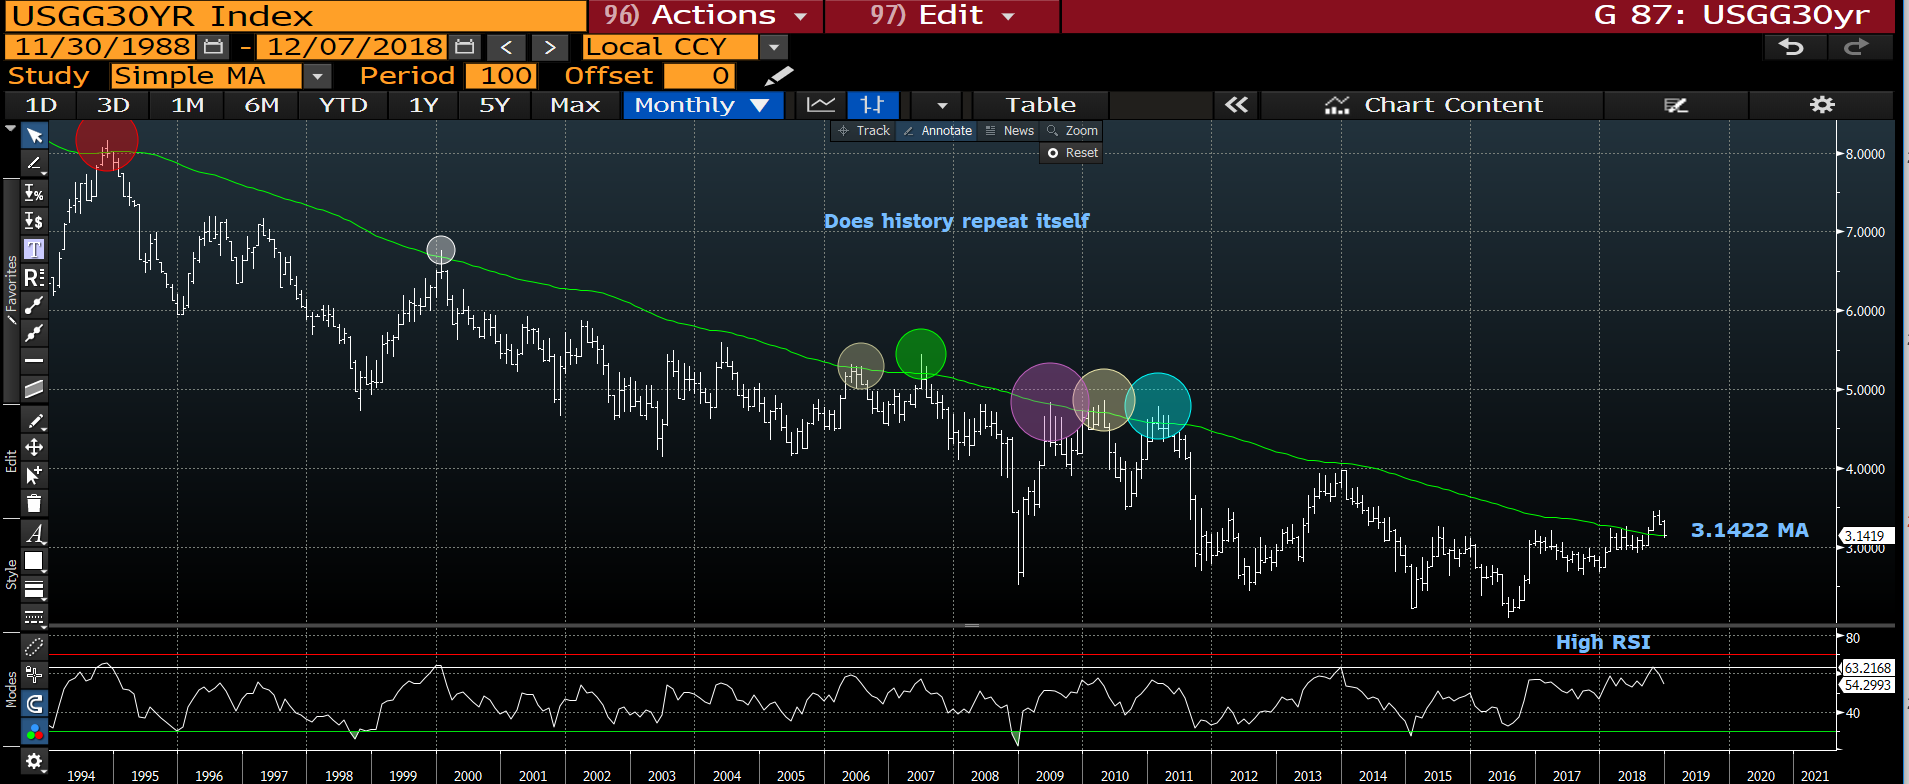 USGG30YR Index 96) Actions 97) Edit G 87: USGG30yr
11/30/1988 - 12/07/2018 < > Local CCY
Study Simple MA Period 100 Offset 0
1D 3D 1M 6M YTD 1Y 5Y Max Monthly Table Chart Content
Track Annotate News Zoom
Reset
8.0000
Does history repeat itself
7.0000
6.0000
5.0000
4.0000
3.1422 MA
3.1419
3.0000
High RSI
80
63.2168
54.2993
40
1994 1995 1996 1997 1998 1999 2000 2001 2002 2003 2004 2005 2006 2007 2008 2009 2010 2011 2012 2013 2014 2015 2016 2017 2018 2019 2020 2021
%
$
T
R
A
Favorites
Edit
Style
Modes